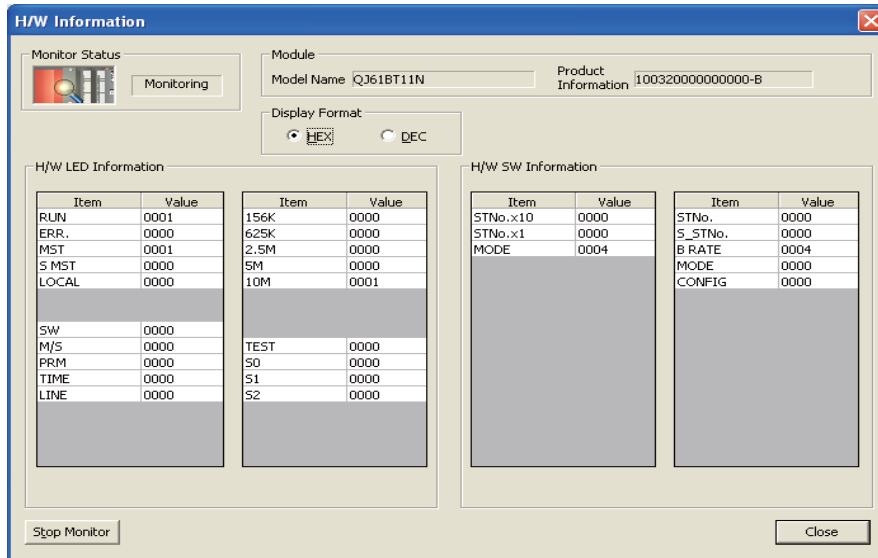 H/W Information
Monitor Status
Monitoring
Module
Model Name QJ61BT11N
Product Information 100320000000000-B
Display Format
HEX DEC
H/W LED Information
Item Value Item Value
RUN 0001 156K 0000
ERR. 0000 625K 0000
MST 0001 2.5M 0000
S MST 0000 5M 0000
LOCAL 0000 10M 0001
SW 0000
M/S 0000 TEST 0000
PRM 0000 S0 0000
TIME 0000 S1 0000
LINE 0000 S2 0000
H/W SW Information
Item Value Item Value
STNo.x10 0000 STNo. 0000
STNo.x1 0000 S_STNo. 0000
MODE 0004 B RATE 0004
MODE 0000
CONFIG 0000
Stop Monitor
Close